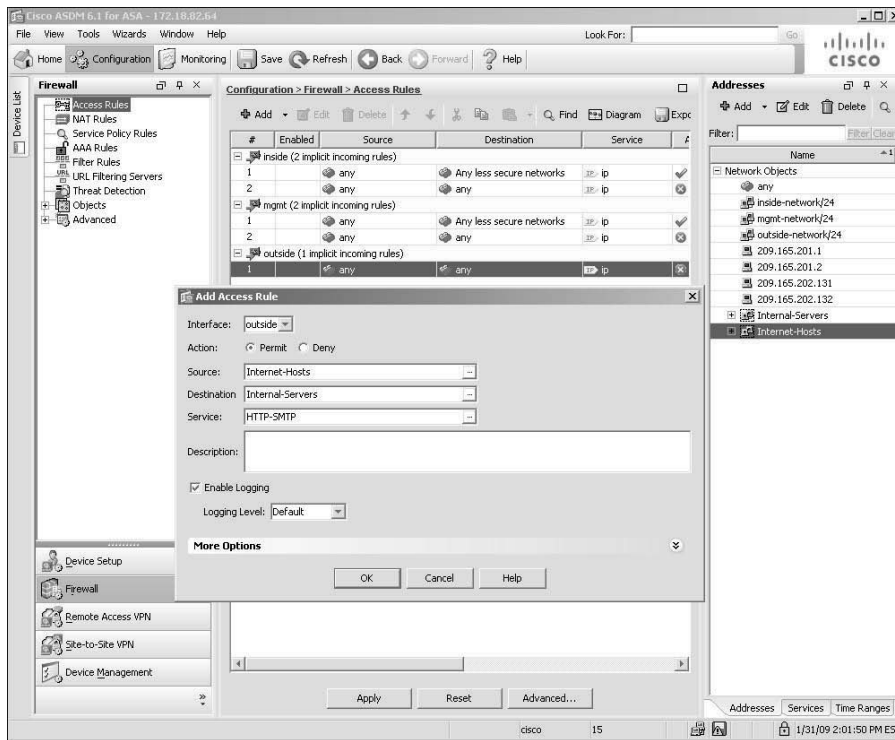 Cisco ASDM 6.1 for ASA - 172.18.82.64
File View Tools Wizards Window Help Look For: Go
Home Configuration Monitoring Save Refresh Back Forward Help
CISCO
Device List
Firewall
Access Rules
NAT Rules
Service Policy Rules
AAA Rules
Filter Rules
URL Filtering Servers
Threat Detection
Objects
Advanced
Configuration > Firewall > Access Rules
Add Edit Delete Find Diagram Expo
# Enabled Source Destination Service A
inside (2 implicit incoming rules)
1 any Any less secure networks ip
2 any any ip
mgmt (2 implicit incoming rules)
1 any Any less secure networks ip
2 any any ip
outside (1 implicit incoming rules)
1 any any ip
Add Access Rule
Interface: outside
Action: Permit Deny
Source: Internet-Hosts
Destination Internal-Servers
Service: HTTP-SMTP
Description:
Enable Logging
Logging Level: Default
More Options
OK Cancel Help
Device Setup
Firewall
Remote Access VPN
Site-to-Site VPN
Device Management
Apply Reset Advanced...
Addresses
Add Edit Delete
Filter: Filter Clear
Name 1
Network Objects
any
inside-network/24
mgmt-network/24
outside-network/24
209.165.201.1
209.165.201.2
209.165.202.131
209.165.202.132
Internal-Servers
Internet-Hosts
Addresses Services Time Ranges
cisco 15 1/31/09 2:01:50 PM ES